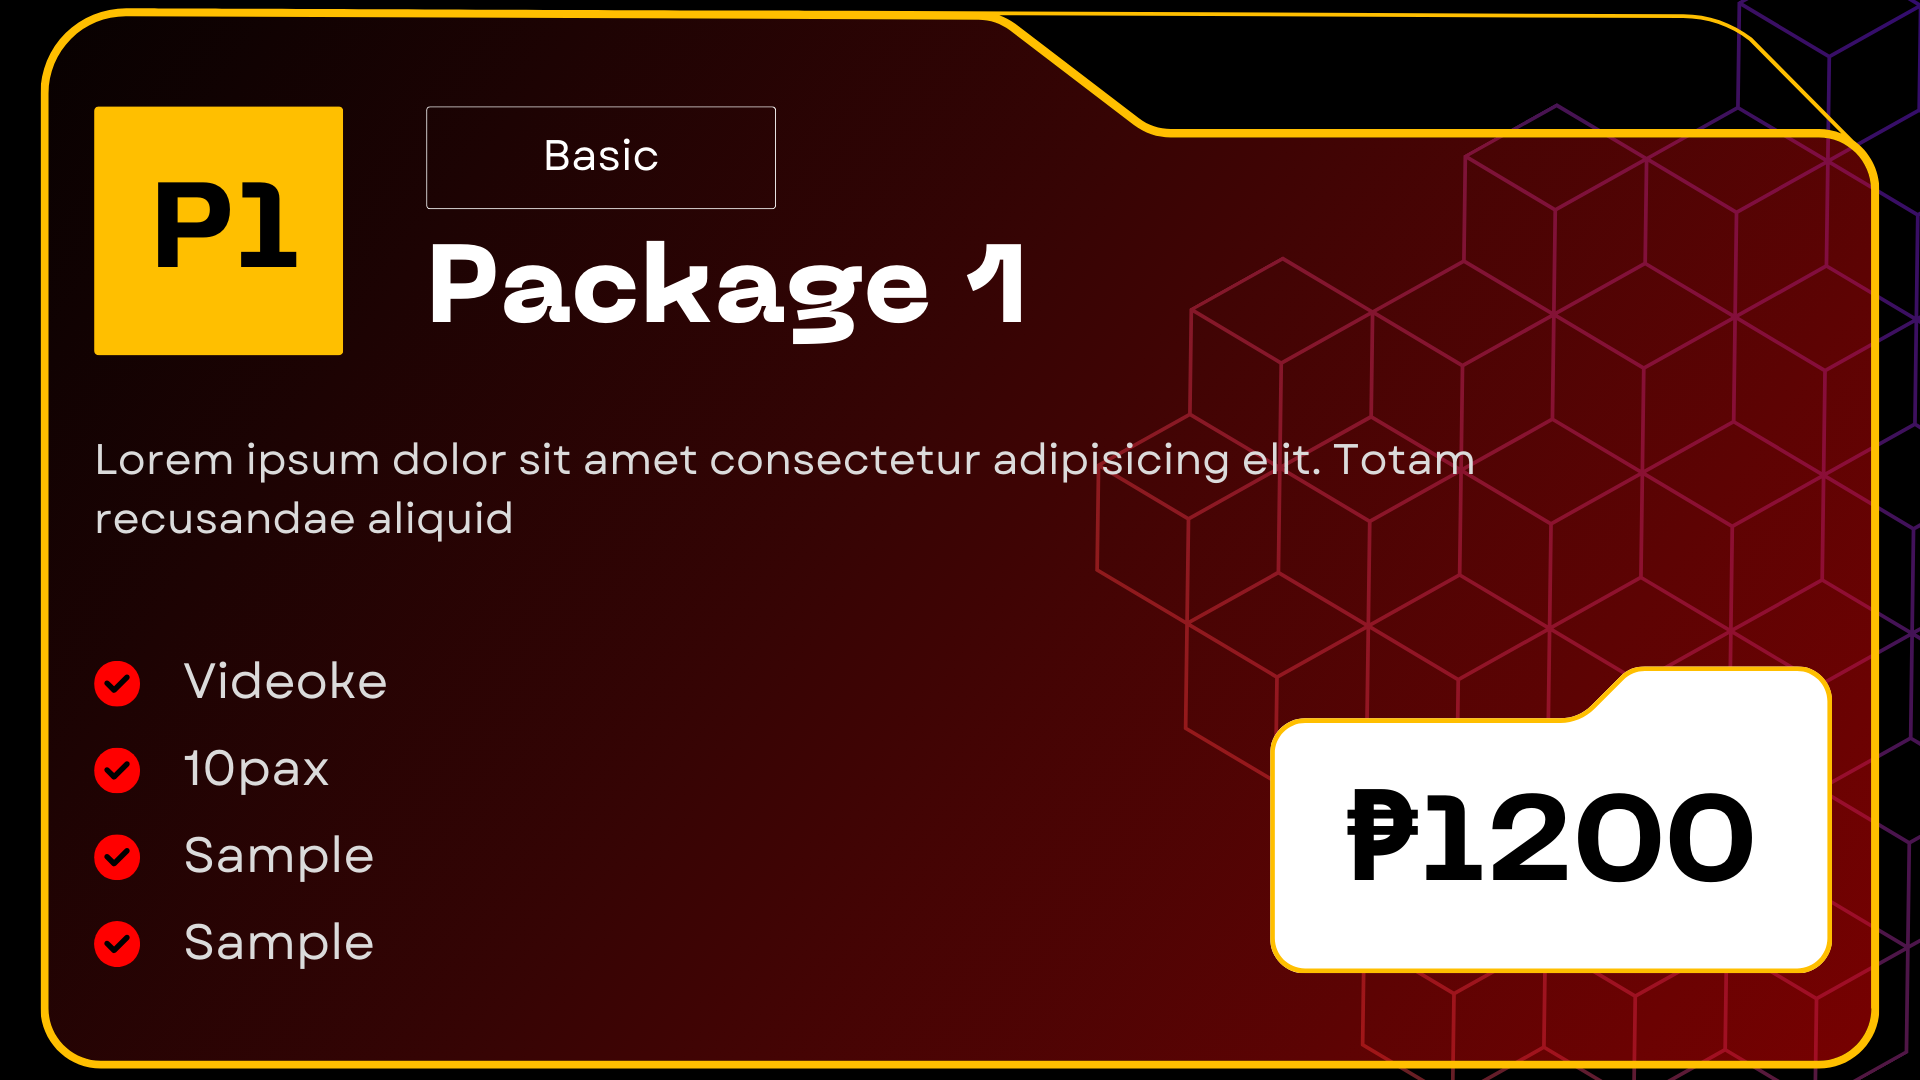 P1
Basic
Package 1
Lorem ipsum dolor sit amet consectetur adipisicing elit. Totam
recusandae aliquid
Videoke
10pax
Sample
Sample
₱1200